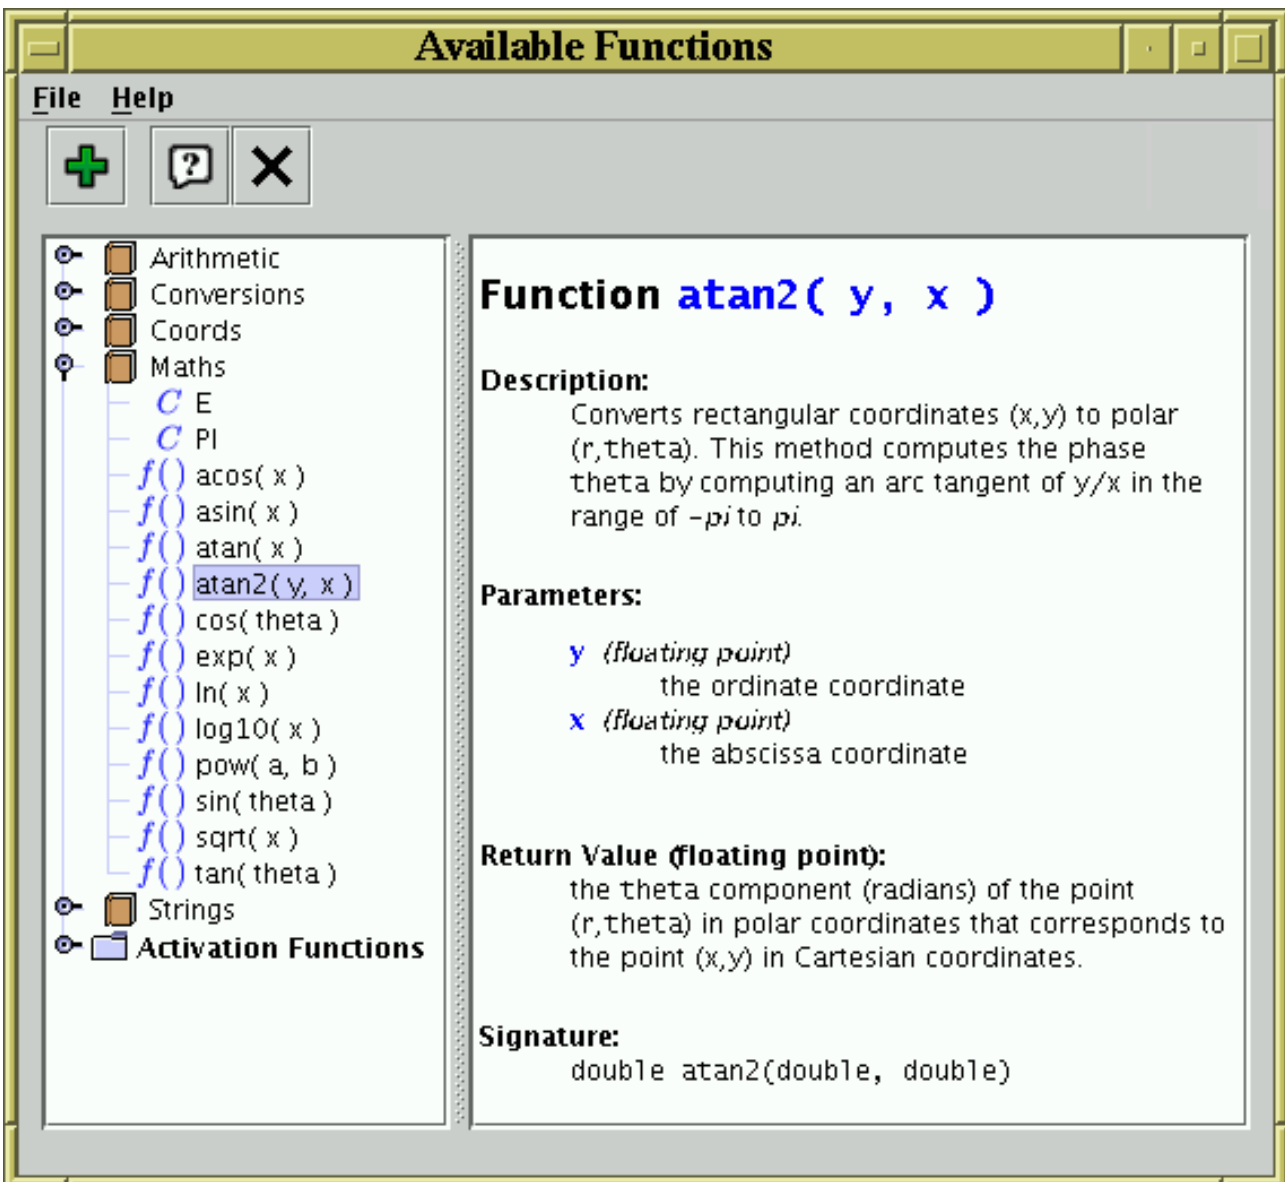 Available Functions
File Help
Arithmetic
Conversions
Coords
Maths
C E
C PI
f() acos( x )
f() asin( x )
f() atan( x )
f() atan2( y, x )
f() cos( theta )
f() exp( x )
f() ln( x )
f() log10( x )
f() pow( a, b )
f() sin( theta )
f() sqrt( x )
f() tan( theta )
Strings
Activation Functions
Function atan2( y, x )
Description:
Converts rectangular coordinates (x,y) to polar
(r,theta). This method computes the phase
theta by computing an arc tangent of y/x in the
range of -pi to pi.
Parameters:
y (floating point)
the ordinate coordinate
x (floating point)
the abscissa coordinate
Return Value (floating point):
the theta component (radians) of the point
(r,theta) in polar coordinates that corresponds to
the point (x,y) in Cartesian coordinates.
Signature:
double atan2(double, double)